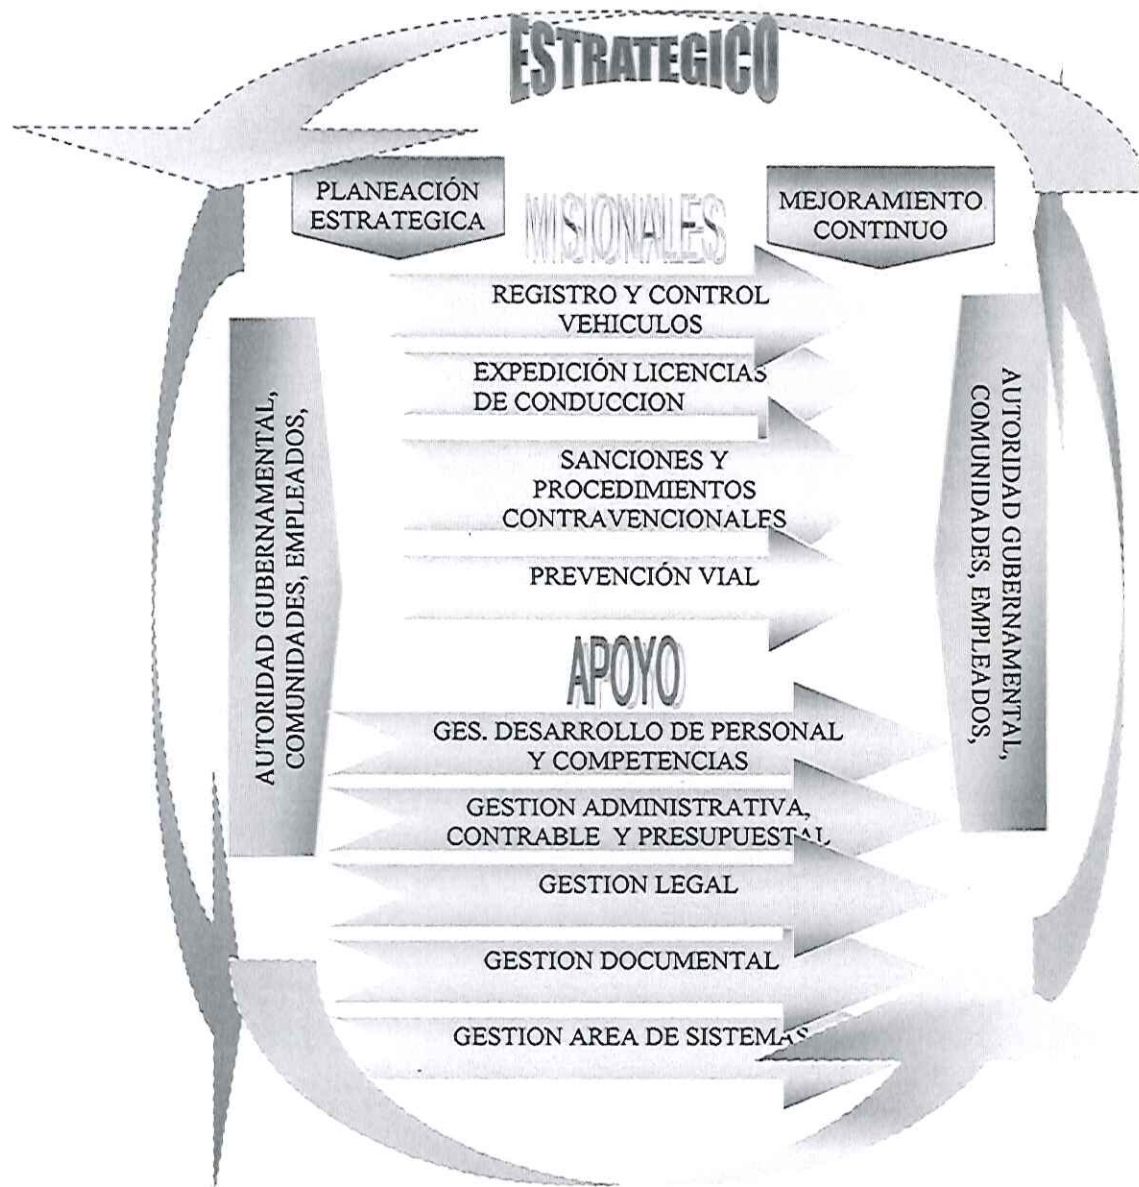 ESTRATEGICO
PLANEACIÓN
ESTRATEGICA
MEJORAMIENTO
CONTINUO
MISIONALES
REGISTRO Y CONTROL
VEHICULOS
EXPEDICIÓN LICENCIAS
DE CONDUCCION
SANCIONES Y
PROCEDIMIENTOS
CONTRAVENCIONALES
PREVENCIÓN VIAL
AUTORIDAD GUBERNAMENTAL,
COMUNIDADES, EMPLEADOS,
AUTORIDAD GUBERNAMENTAL,
COMUNIDADES, EMPLEADOS,
APOYO
GES. DESARROLLO DE PERSONAL
Y COMPETENCIAS
GESTION ADMINISTRATIVA,
CONTRABLE Y PRESUPUESTAL
GESTION LEGAL
GESTION DOCUMENTAL
GESTION AREA DE SISTEMAS